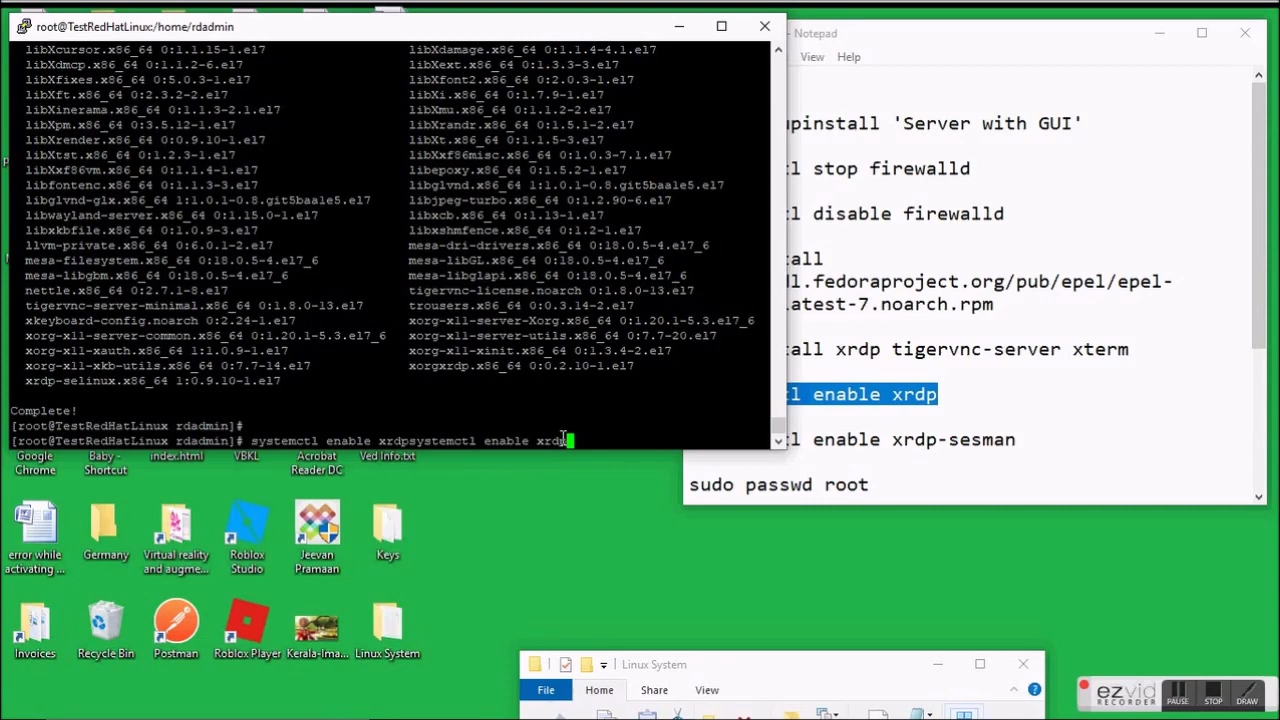 root@TestRedHatLinux:/home/rdadmin
libXcursor.x86_64 0:1.1.15-1.el7 libXdamage.x86_64 0:1.1.4-4.1.el7
libXdmcp.x86_64 0:1.1.2-6.el7 libXext.x86_64 0:1.3.3-3.el7
libXfixes.x86_64 0:5.0.3-1.el7 libXfont2.x86_64 0:2.0.3-1.el7
libXft.x86_64 0:2.3.2-2.el7 libXi.x86_64 0:1.7.9-1.el7
libXinerama.x86_64 0:1.1.3-2.1.el7 libXmu.x86_64 0:1.1.2-2.el7
libXpm.x86_64 0:3.5.12-1.el7 libXrandr.x86_64 0:1.5.1-2.el7
libXrender.x86_64 0:0.9.10-1.el7 libXt.x86_64 0:1.1.5-3.el7
libXtst.x86_64 0:1.2.3-1.el7 libXxf86misc.x86_64 0:1.0.3-7.1.el7
libXxf86vm.x86_64 0:1.1.4-1.el7 libepoxy.x86_64 0:1.5.2-1.el7
libfontenc.x86_64 0:1.1.3-3.el7 libglvnd.x86_64 1:1.0.1-0.8.git5baa1e5.el7
libglvnd-glx.x86_64 1:1.0.1-0.8.git5baa1e5.el7 libjpeg-turbo.x86_64 0:1.2.90-6.el7
libwayland-server.x86_64 0:1.15.0-1.el7 libxcb.x86_64 0:1.13-1.el7
libxkbfile.x86_64 0:1.0.9-3.el7 libxshmfence.x86_64 0:1.2-1.el7
llvm-private.x86_64 0:6.0.1-2.el7 mesa-dri-drivers.x86_64 0:18.0.5-4.el7_6
mesa-filesystem.x86_64 0:18.0.5-4.el7_6 mesa-libGL.x86_64 0:18.0.5-4.el7_6
mesa-libgbm.x86_64 0:18.0.5-4.el7_6 mesa-libglapi.x86_64 0:18.0.5-4.el7_6
nettle.x86_64 0:2.7.1-8.el7 tigervnc-license.noarch 0:1.8.0-13.el7
tigervnc-server-minimal.x86_64 0:1.8.0-13.el7 trousers.x86_64 0:0.3.14-2.el7
xkeyboard-config.noarch 0:2.24-1.el7 xorg-x11-server-Xorg.x86_64 0:1.20.1-5.3.el7_6
xorg-x11-server-common.x86_64 0:1.20.1-5.3.el7_6 xorg-x11-server-utils.x86_64 0:7.7-20.el7
xorg-x11-xauth.x86_64 1:1.0.9-1.el7 xorg-x11-xinit.x86_64 0:1.3.4-2.el7
xorg-x11-xkb-utils.x86_64 0:7.7-14.el7 xorgxrdp.x86_64 0:0.2.10-1.el7
xrdp-selinux.x86_64 1:0.9.10-1.el7
Complete!
[root@TestRedHatLinux rdadmin]#
[root@TestRedHatLinux rdadmin]# systemctl enable xrdpsystemctl enable xrdp
- Notepad
View Help
upinstall 'Server with GUI'
tl stop firewalld
tl disable firewalld
tall
dl.fedoraproject.org/pub/epel/epel-
latest-7.noarch.rpm
tall xrdp tigervnc-server xterm
tl enable xrdp
tl enable xrdp-sesman
sudo passwd root
Google Chrome
Baby - Shortcut
index.html
VBKL
Acrobat Reader DC
Ved Info.txt
error while activating ...
Germany
Virtual reality and augme...
Roblox Studio
Jeevan Pramaan
Keys
Invoices
Recycle Bin
Postman
Roblox Player
Kerala-Ima...
Linux System
Linux System
File Home Share View
ezvid
RECORDER
PAUSE STOP DRAW